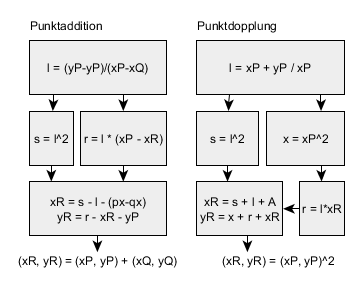 Punktaddition
l = (yP-yP)/(xP-xQ)
s = l^2
r = l * (xP - xR)
xR = s - l - (px-qx)
yR = r - xR - yP
(xR, yR) = (xP, yP) + (xQ, yQ)
Punktdopplung
l = xP + yP / xP
s = l^2
x = xP^2
xR = s + l + A
yR = x + r + xR
r = l*xR
(xR, yR) = (xP, yP)^2